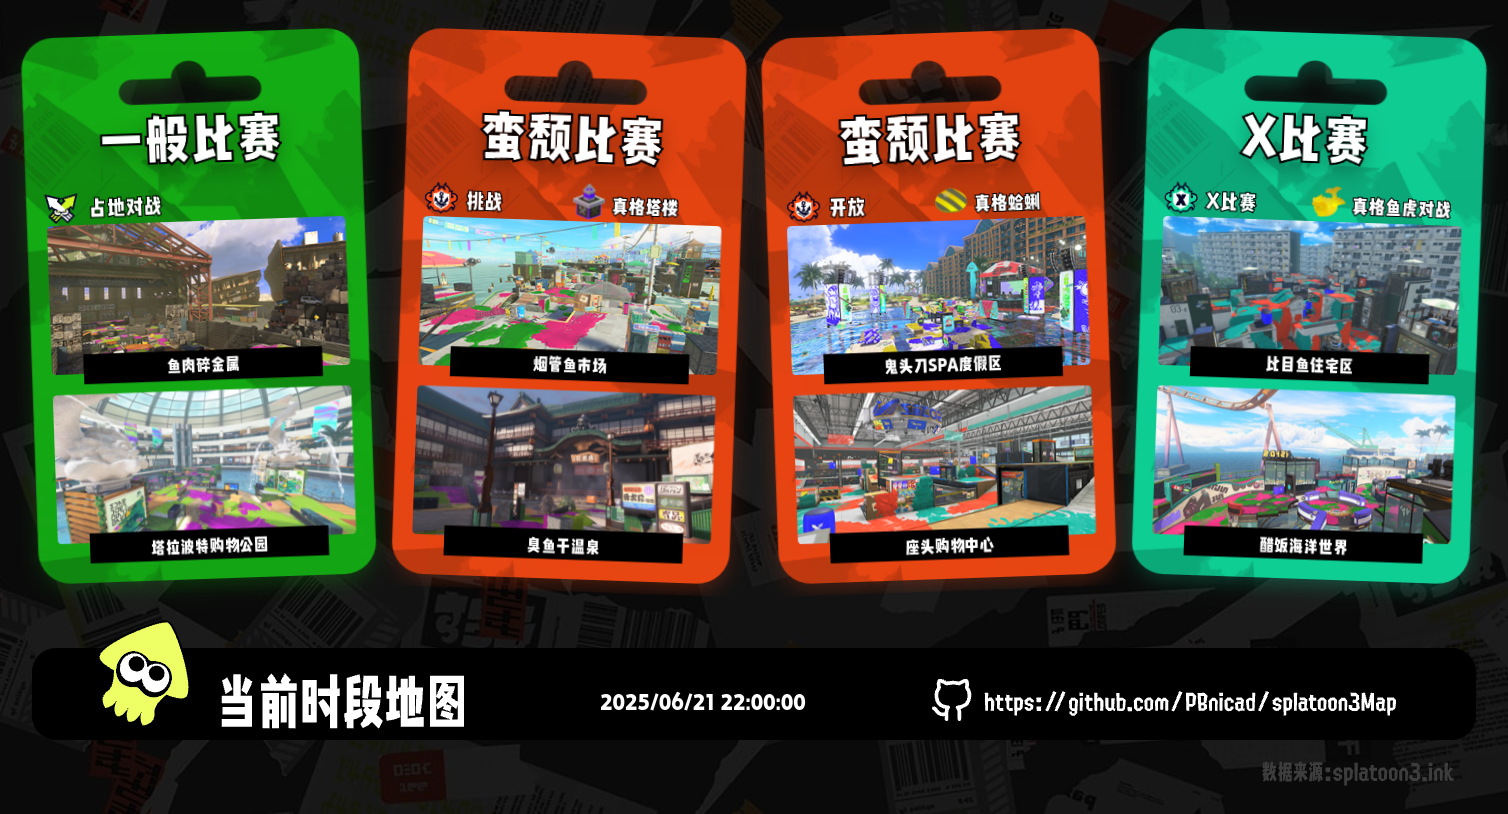 一般比赛
占地对战
鱼肉碎金属
塔拉波特购物公园
蛮颓比赛
挑战
真格塔楼
烟管鱼市场
臭鱼干温泉
蛮颓比赛
开放
真格蛤蜊
鬼头刀SPA度假区
座头购物中心
X比赛
X比赛
真格鱼虎对战
比目鱼住宅区
醋饭海洋世界
当前时段地图
2025/06/21 22:00:00
https://github.com/PBnicad/splatoon3Map
数据来源:splatoon3.ink